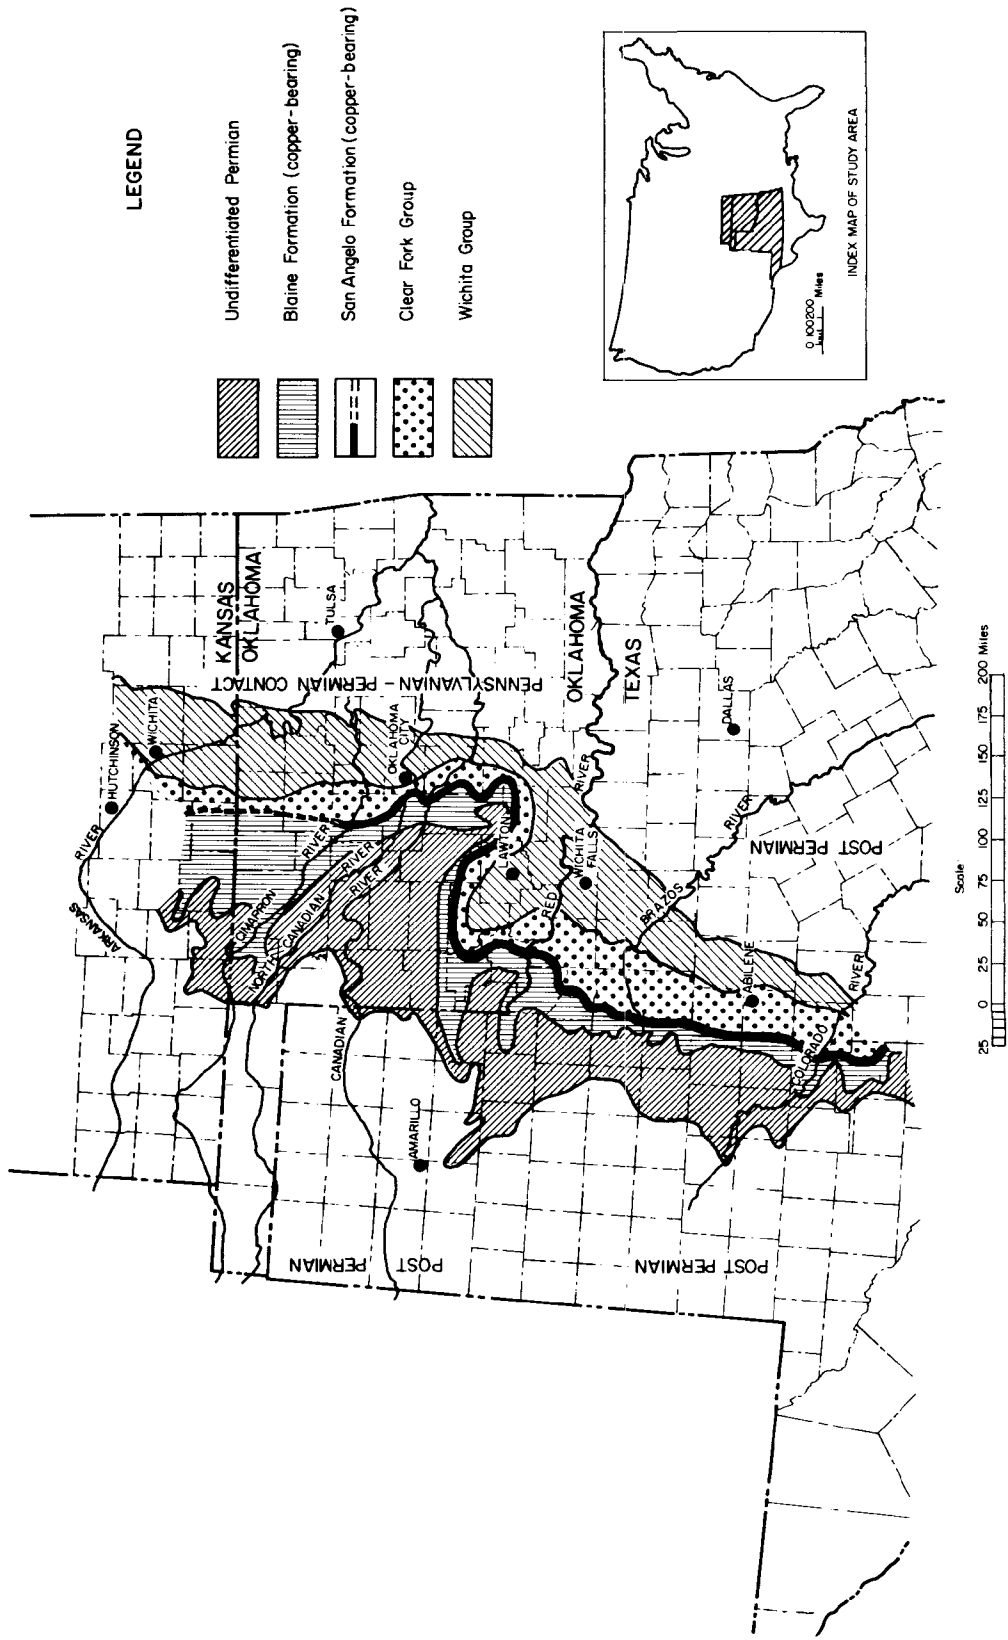 LEGEND
Undifferentiated Permian
Blaine Formation (copper-bearing)
San Angelo Formation (copper-bearing)
Clear Fork Group
Wichita Group
INDEX MAP OF STUDY AREA
0 100200 Miles
KANSAS
OKLAHOMA
HUTCHINSON
WICHITA
TULSA
ARKANSAS
RIVER
CIMARRON
RIVER
NORTH CANADIAN
RIVER
CANADIAN
RIVER
OKLAHOMA
CITY
PENNSYLVANIAN - PERMIAN CONTACT
AMARILLO
LAWTON
OKLAHOMA
TEXAS
RED
RIVER
WICHITA
FALLS
DALLAS
BRAZOS
RIVER
ABILENE
COLORADO
RIVER
POST PERMIAN
POST PERMIAN
POST PERMIAN
Scale
25 0 25 50 75 100 125 150 175 200 Miles